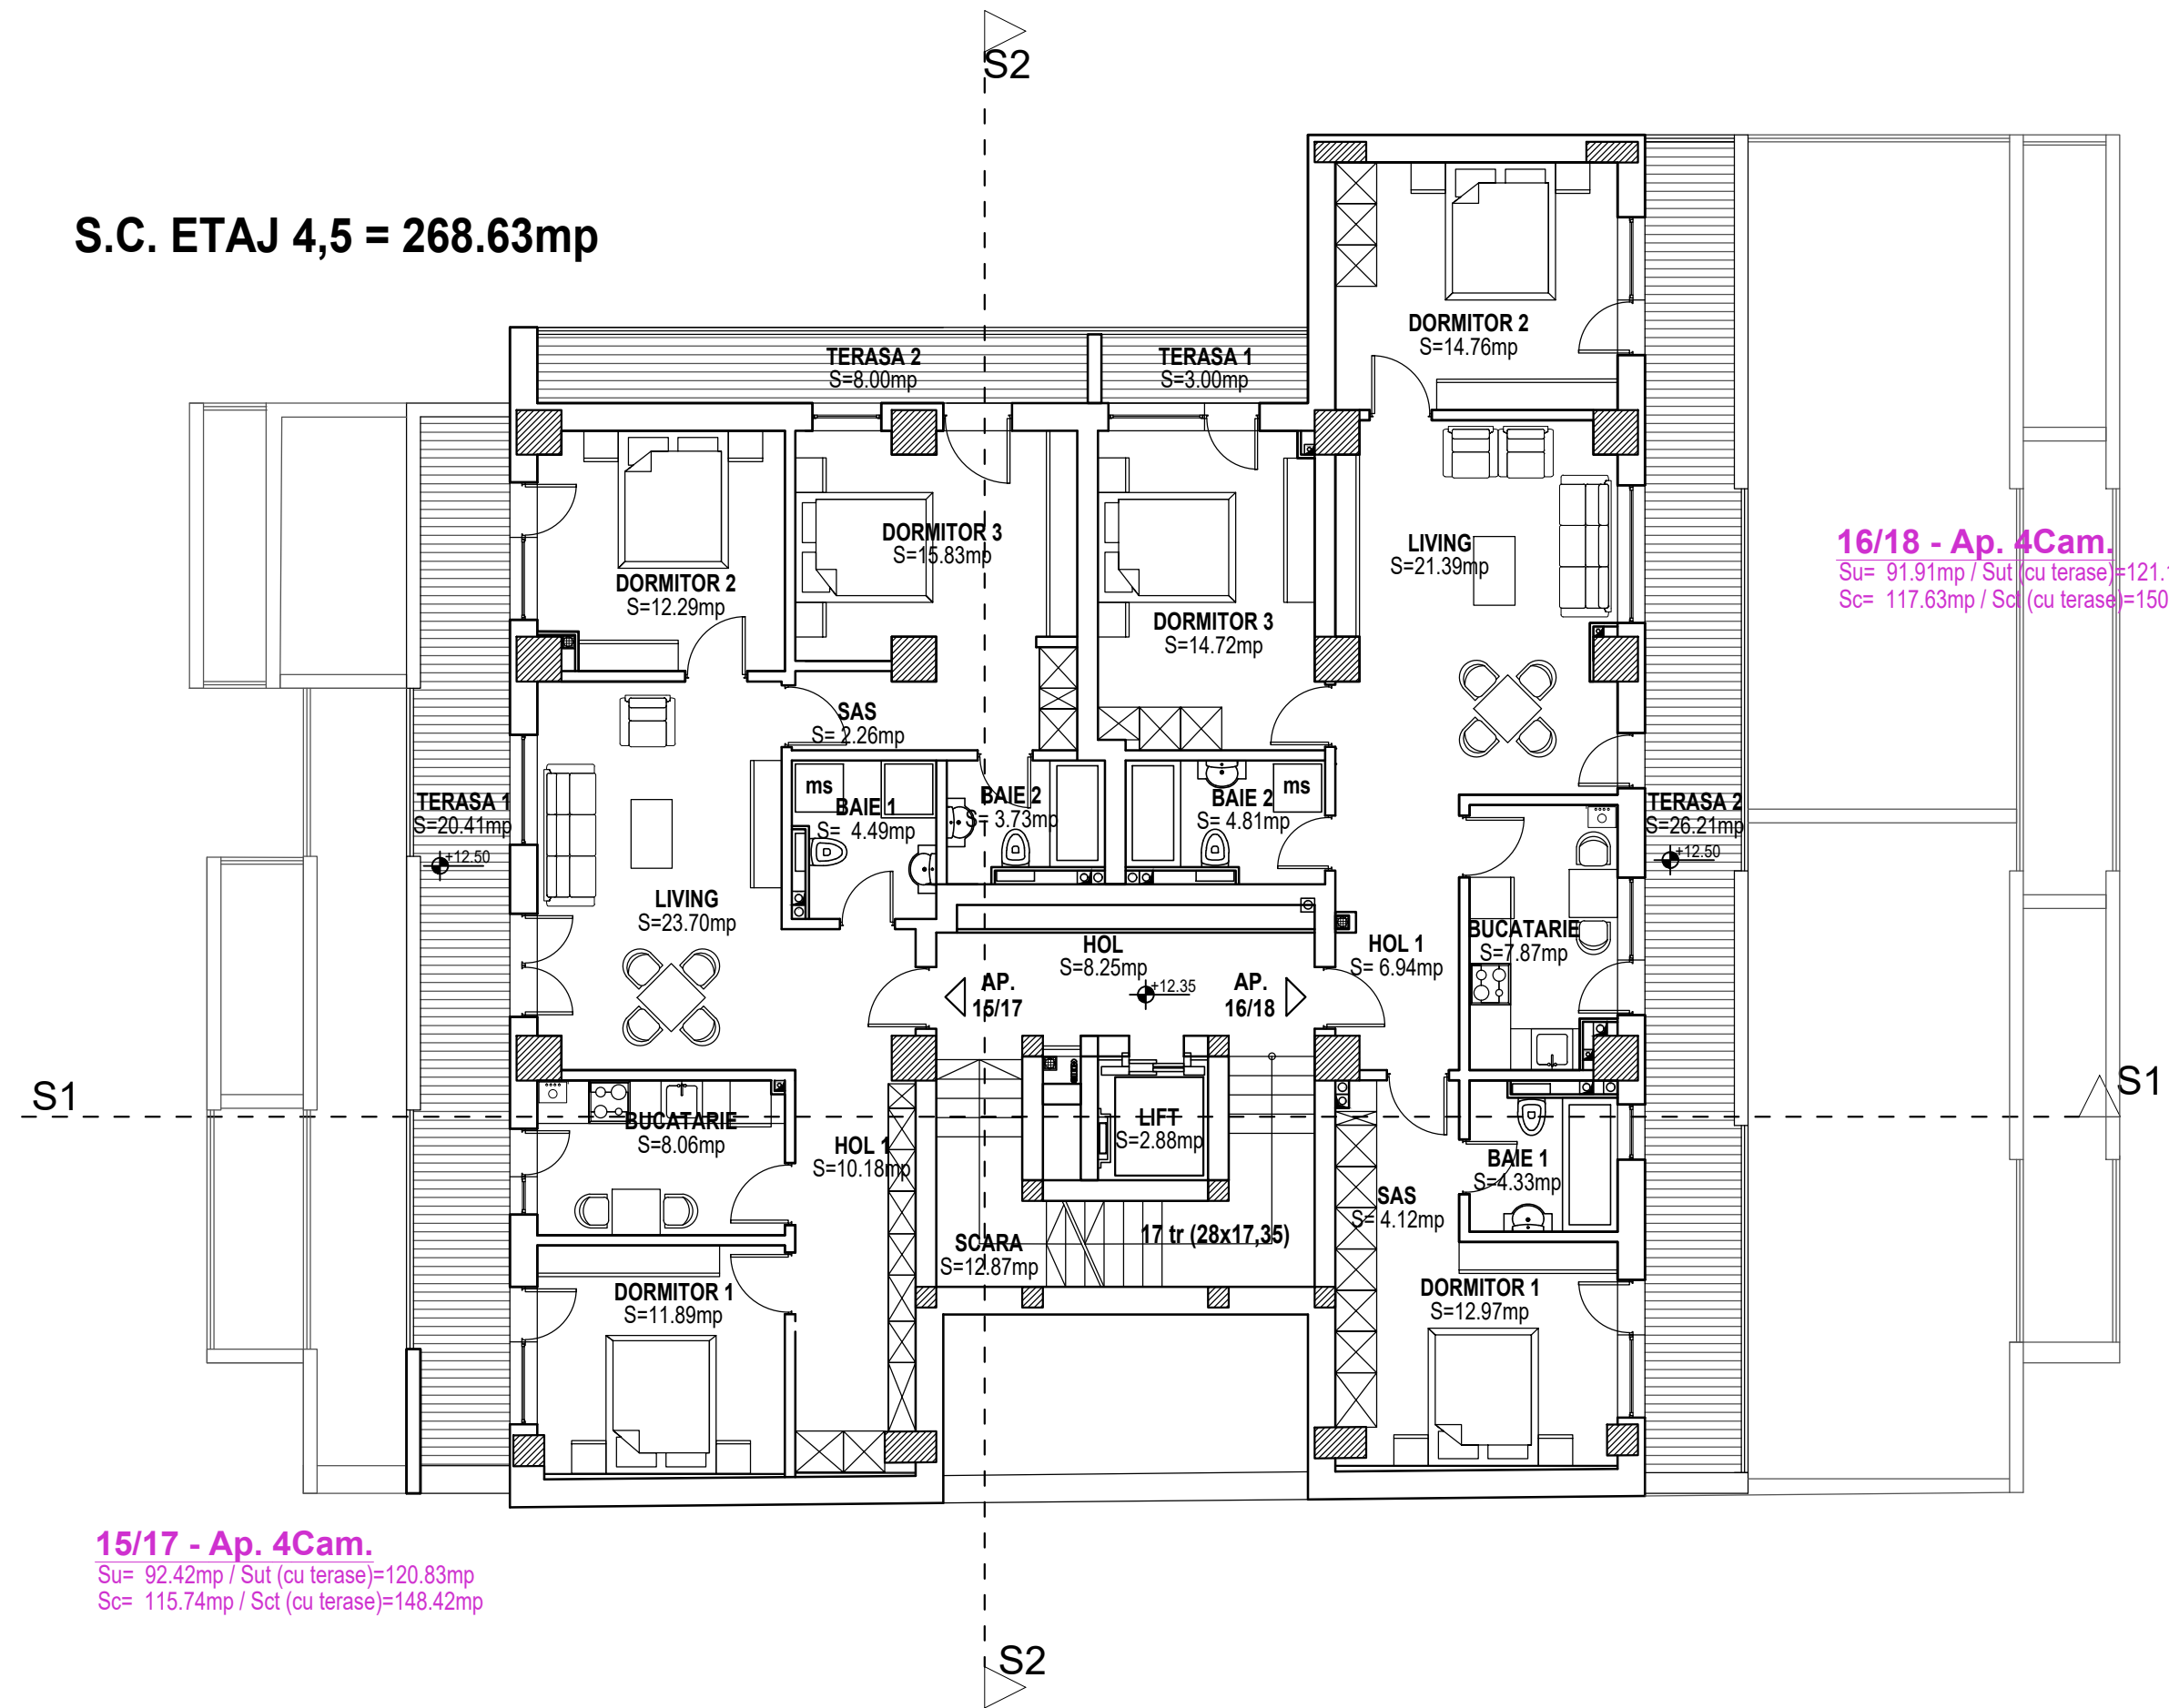 S2
S.C. ETAJ 4,5 = 268.63mp
DORMITOR 2
S=14.76mp
TERASA 2
S=8.00mp
TERASA 1
S=3.00mp
DORMITOR 3
S=15.83mp
LIVING
S=21.39mp
16/18 - Ap. 4Cam.
Su= 91.91mp / Sut (cu terase)=121.
Sc= 117.63mp / Sct (cu terase)=150
DORMITOR 2
S=12.29mp
DORMITOR 3
S=14.72mp
SAS
S= 2.26mp
TERASA 1
S=20.41mp
+12.50
ms
BAIE 1
S= 4.49mp
BAIE 2
S= 3.73mp
BAIE 2
S= 4.81mp
ms
TERASA 2
S=26.21mp
+12.50
LIVING
S=23.70mp
HOL
S=8.25mp
+12.35
HOL 1
S= 6.94mp
BUCATARIE
S=7.87mp
AP.
15/17
AP.
16/18
S1
S1
BUCATARIE
S=8.06mp
HOL 1
S=10.18mp
LIFT
S=2.88mp
BAIE 1
S=4.33mp
SAS
S= 4.12mp
SCARA
S=12.87mp
17 tr (28x17,35)
DORMITOR 1
S=11.89mp
DORMITOR 1
S=12.97mp
15/17 - Ap. 4Cam.
Su= 92.42mp / Sut (cu terase)=120.83mp
Sc= 115.74mp / Sct (cu terase)=148.42mp
S2